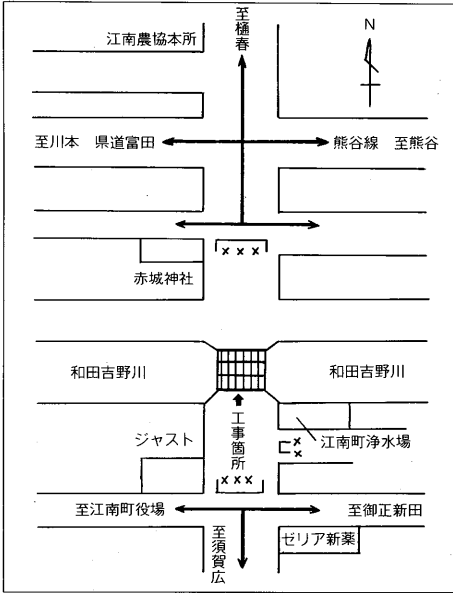 至樋春
江南農協本所
N
至川本 県道富田
熊谷線 至熊谷
×××
赤城神社
和田吉野川
和田吉野川
工事箇所
江南町浄水場
ジャスト
××
×××
至江南町役場
至御正新田
至須賀広
ゼリア新薬